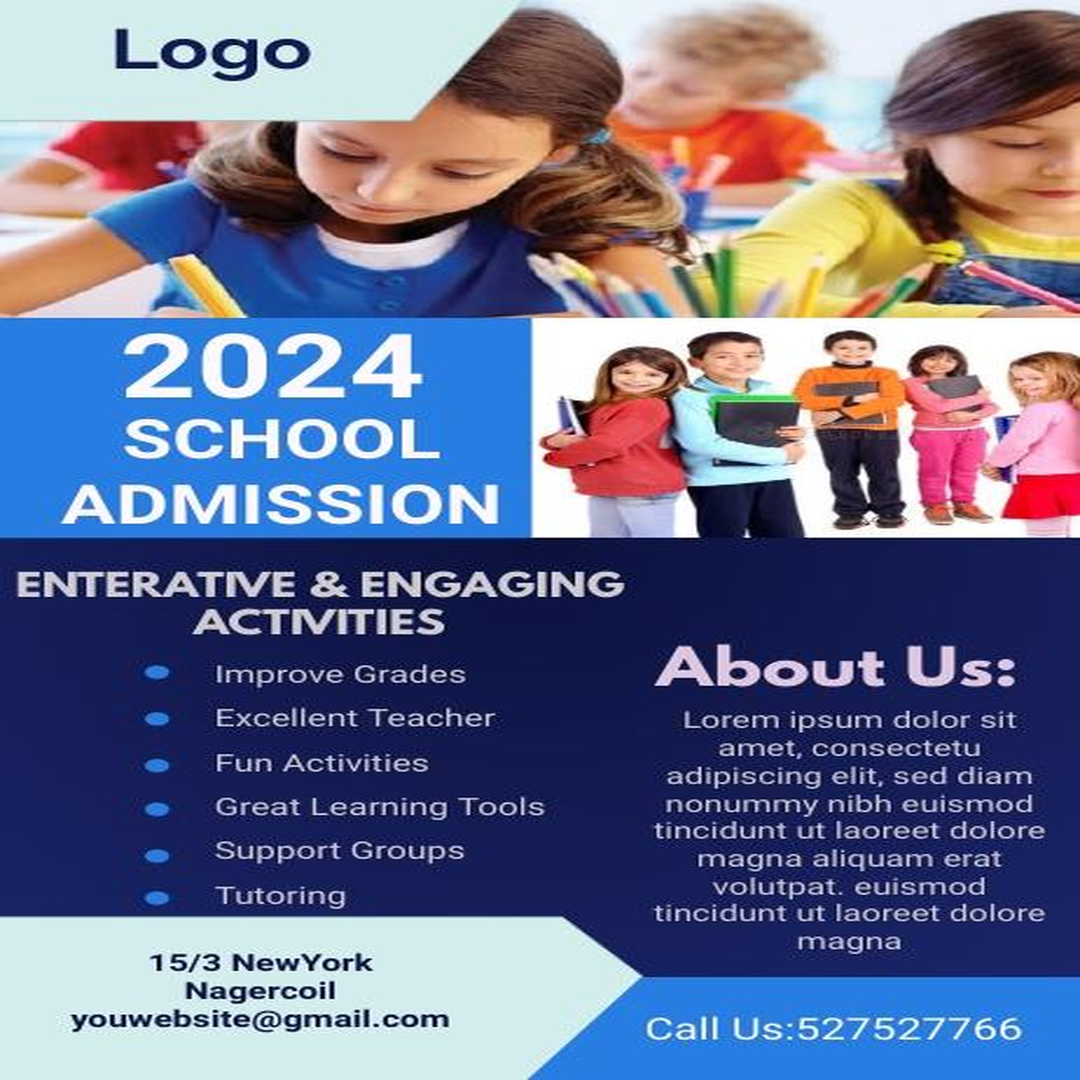 Logo
2024
SCHOOL
ADMISSION
ENTERATIVE & ENGAGING
ACTIVITIES
Improve Grades
Excellent Teacher
Fun Activities
Great Learning Tools
Support Groups
Tutoring
About Us:
Lorem ipsum dolor sit
amet, consectetu
adipiscing elit, sed diam
nonummy nibh euismod
tincidunt ut laoreet dolore
magna aliquam erat
volutpat. euismod
tincidunt ut laoreet dolore
magna
15/3 NewYork
Nagercoil
youwebsite@gmail.com
Call Us:527527766